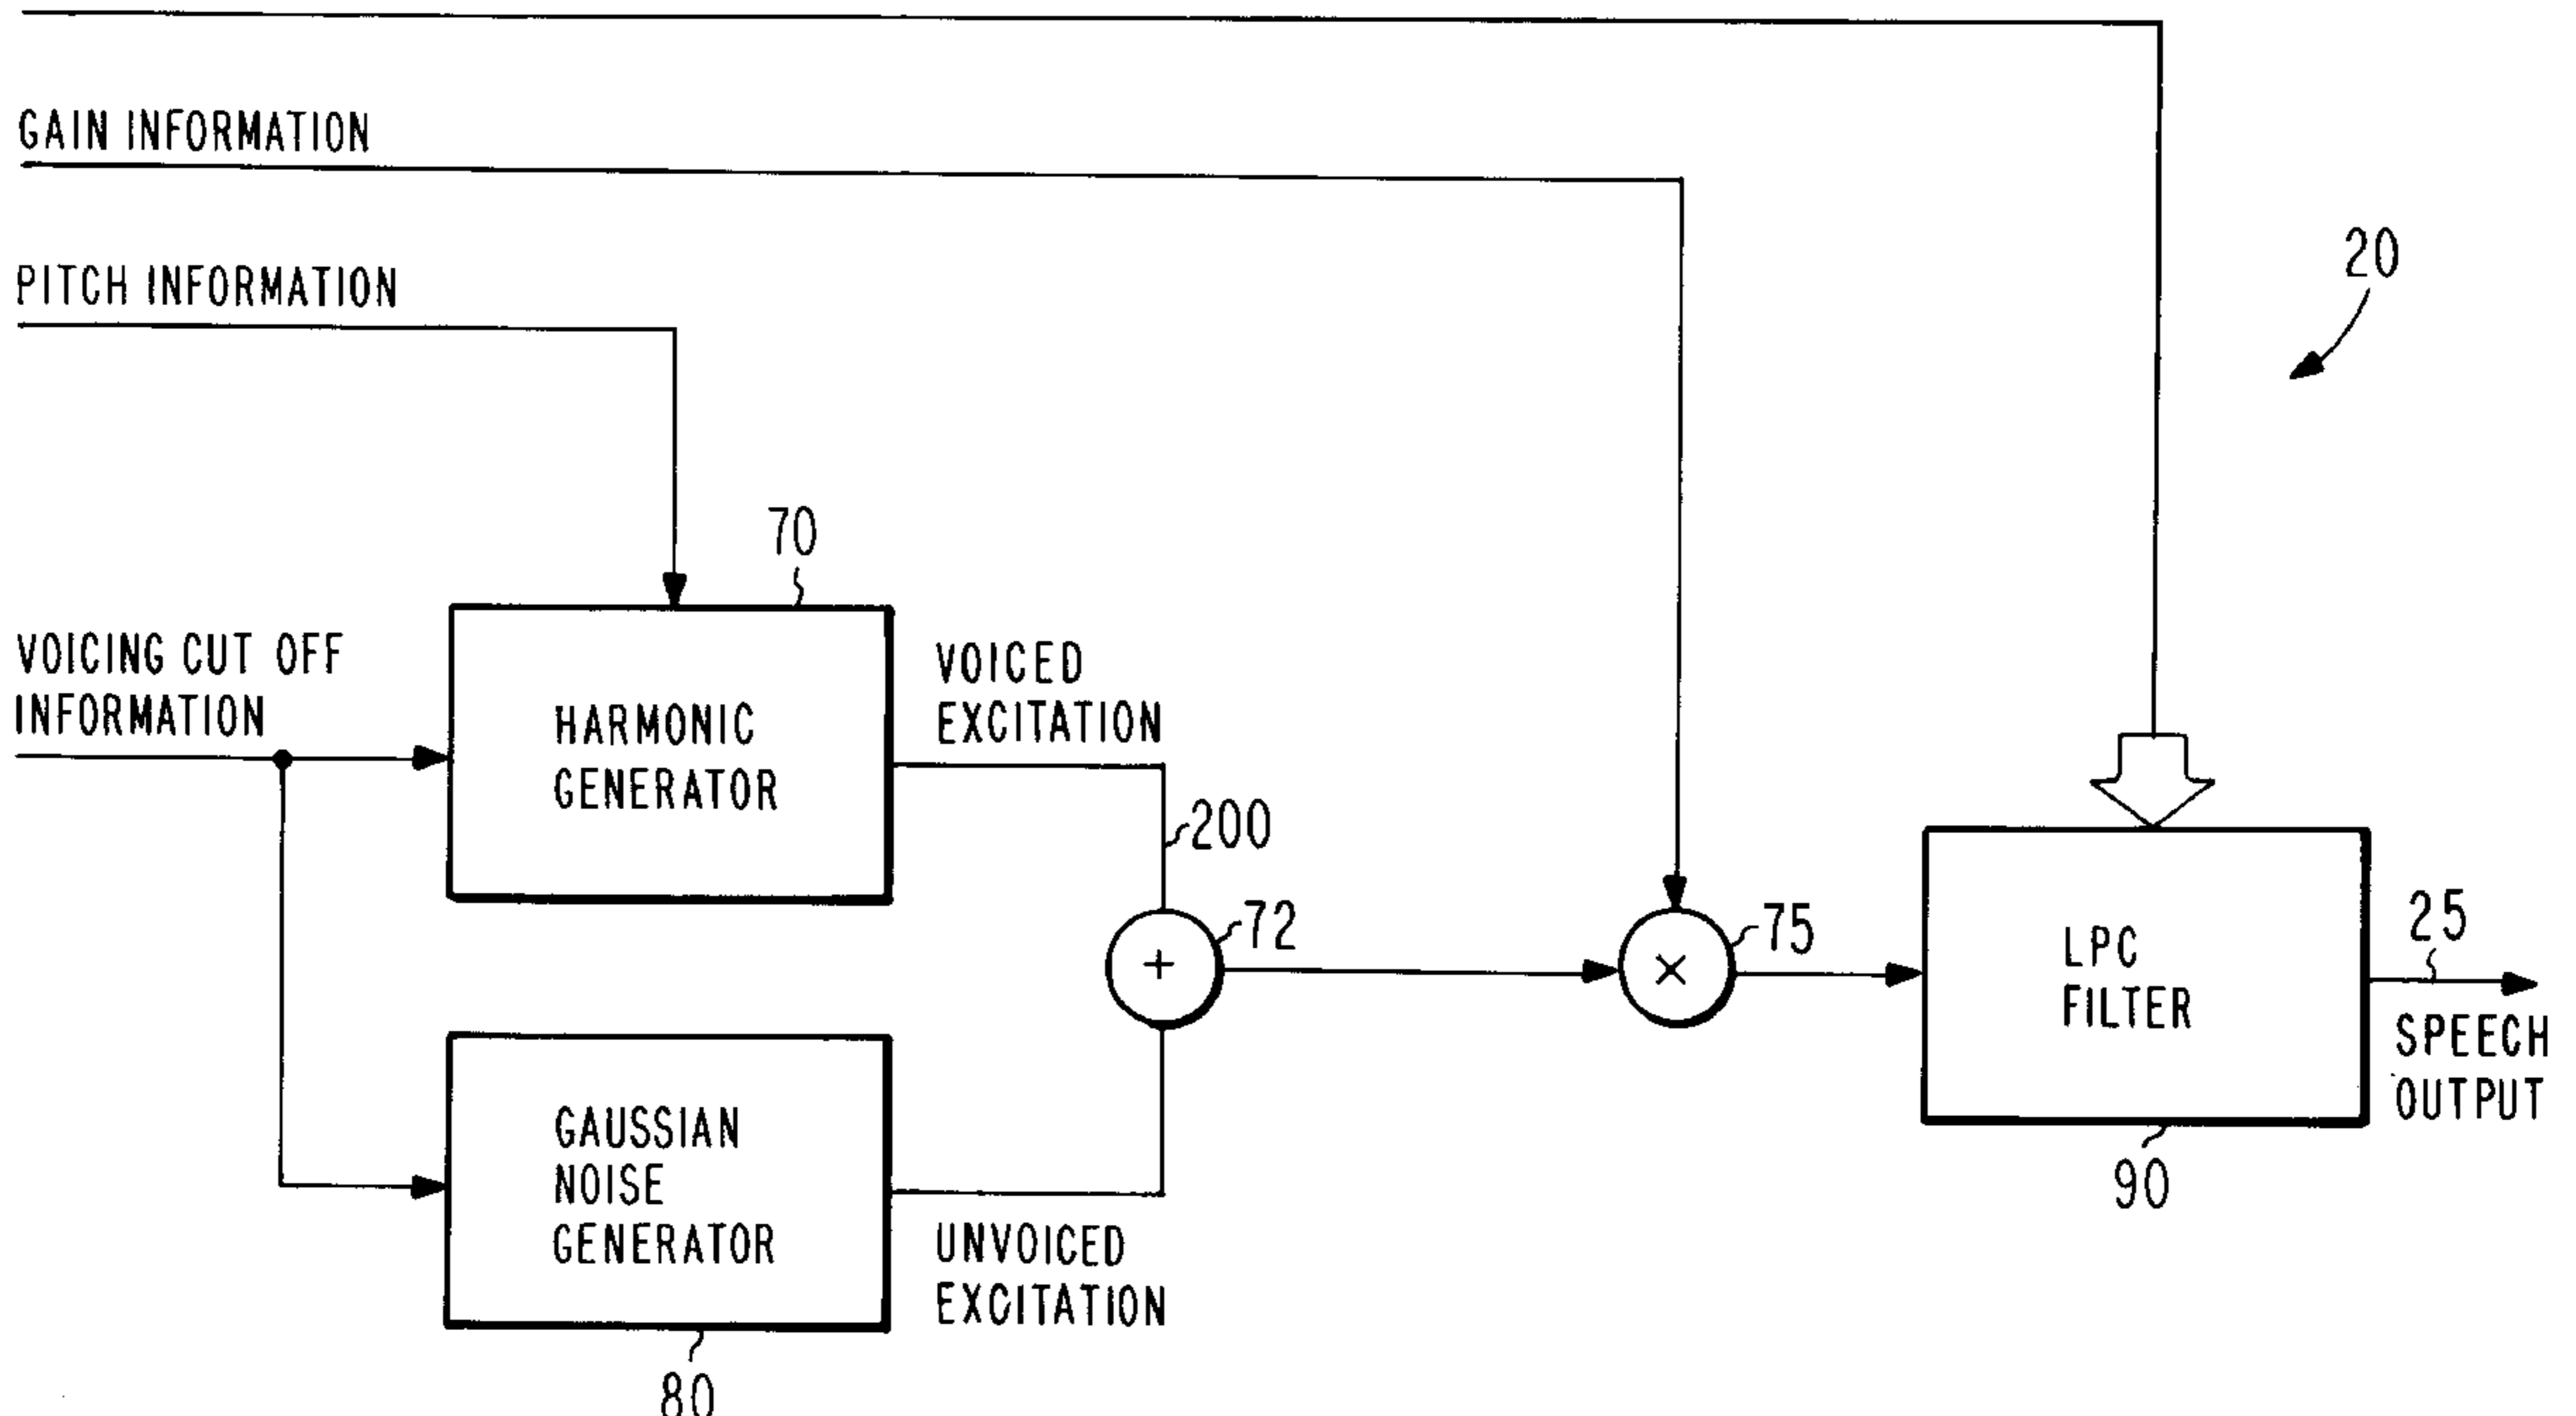 GAIN INFORMATION
PITCH INFORMATION
20
70
VOICING CUT OFF
INFORMATION
HARMONIC
GENERATOR
VOICED
EXCITATION
200
+
72
×
75
LPC
FILTER
25
SPEECH
OUTPUT
90
GAUSSIAN
NOISE
GENERATOR
UNVOICED
EXCITATION
80